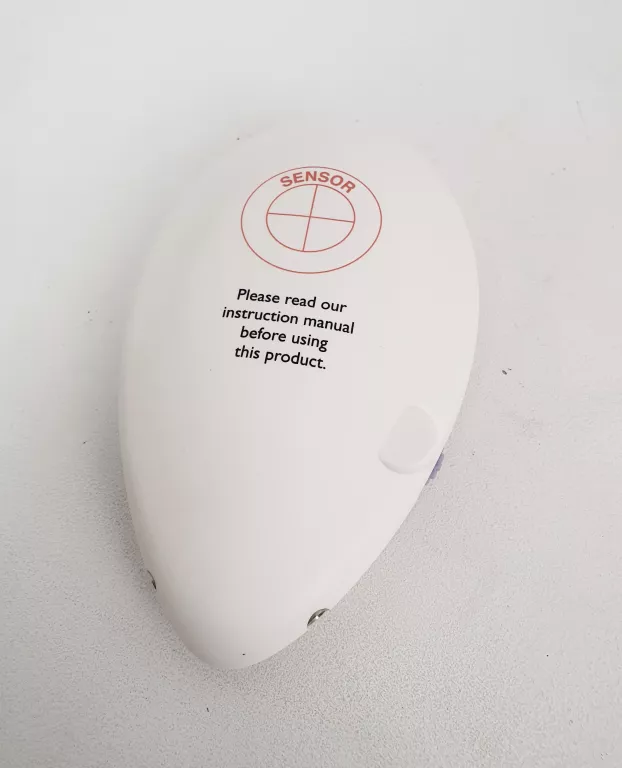 SENSOR
Please read our
instruction manual
before using
this product.